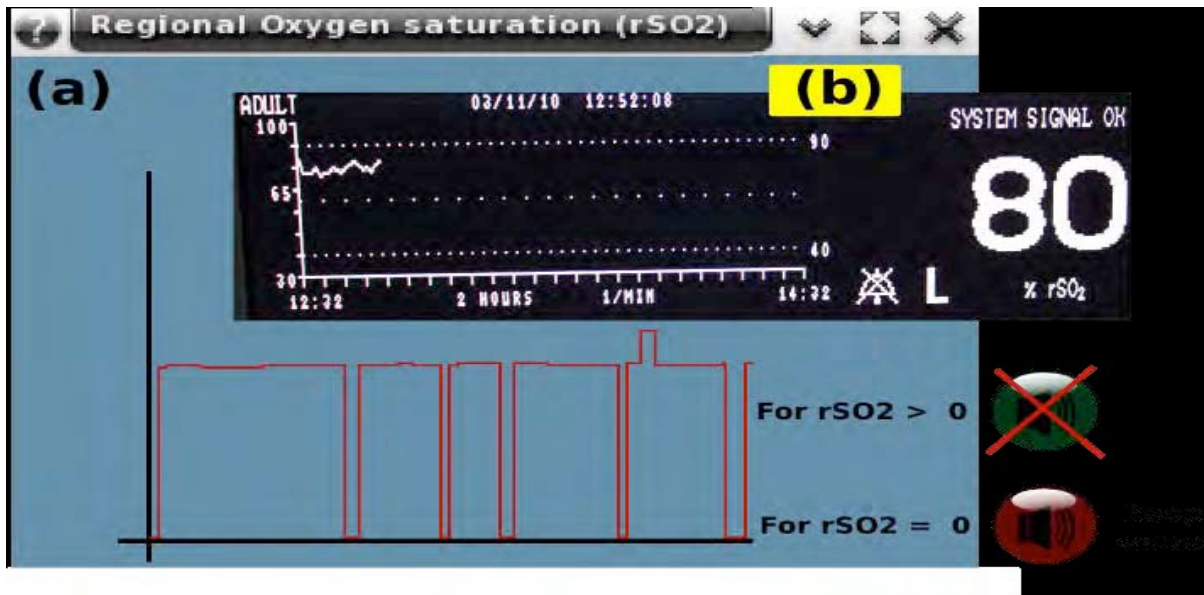 ? Regional Oxygen saturation (rSO2)
(a)
(b)
ADULT 03/11/10 12:52:08
SYSTEM SIGNAL OK
100
90
65
80
40
30
12:32 2 HOURS 1/MIN 14:32
L % rSO₂
For rSO2 > 0
For rSO2 = 0